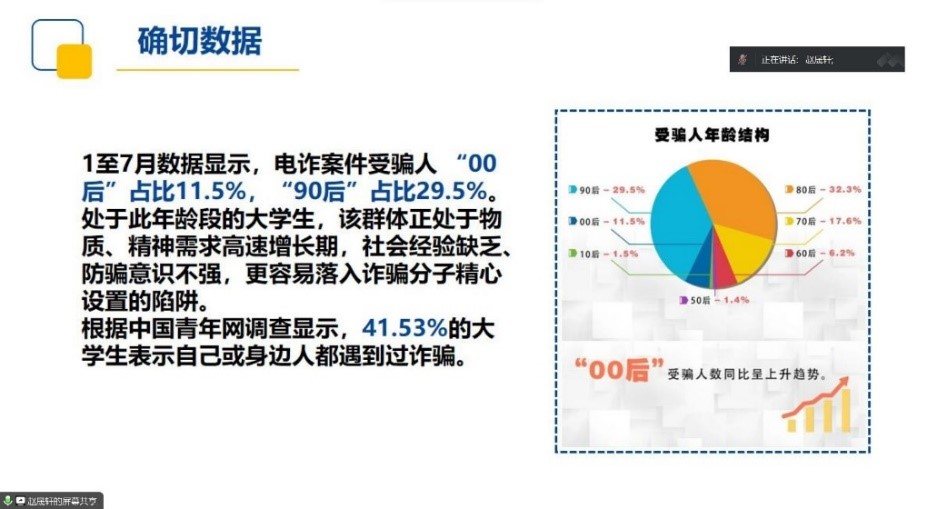 确切数据
正在讲话: 赵居轩;
1至7月数据显示，电诈案件受骗人 “00
后”占比11.5%，“90后”占比29.5%。
处于此年龄段的大学生，该群体正处于物
质、精神需求高速增长期，社会经验缺乏、
防骗意识不强，更容易落入诈骗分子精心
设置的陷阱。
根据中国青年网调查显示，41.53%的大
学生表示自己或身边人都遇到过诈骗。
受骗人年龄结构
90后 – 29.5%
80后 – 32.3%
00后 – 11.5%
70后 – 17.6%
10后 – 1.5%
60后 – 6.2%
50后 – 1.4%
“00后”受骗人数同比呈上升趋势。
赵居轩的屏幕共享